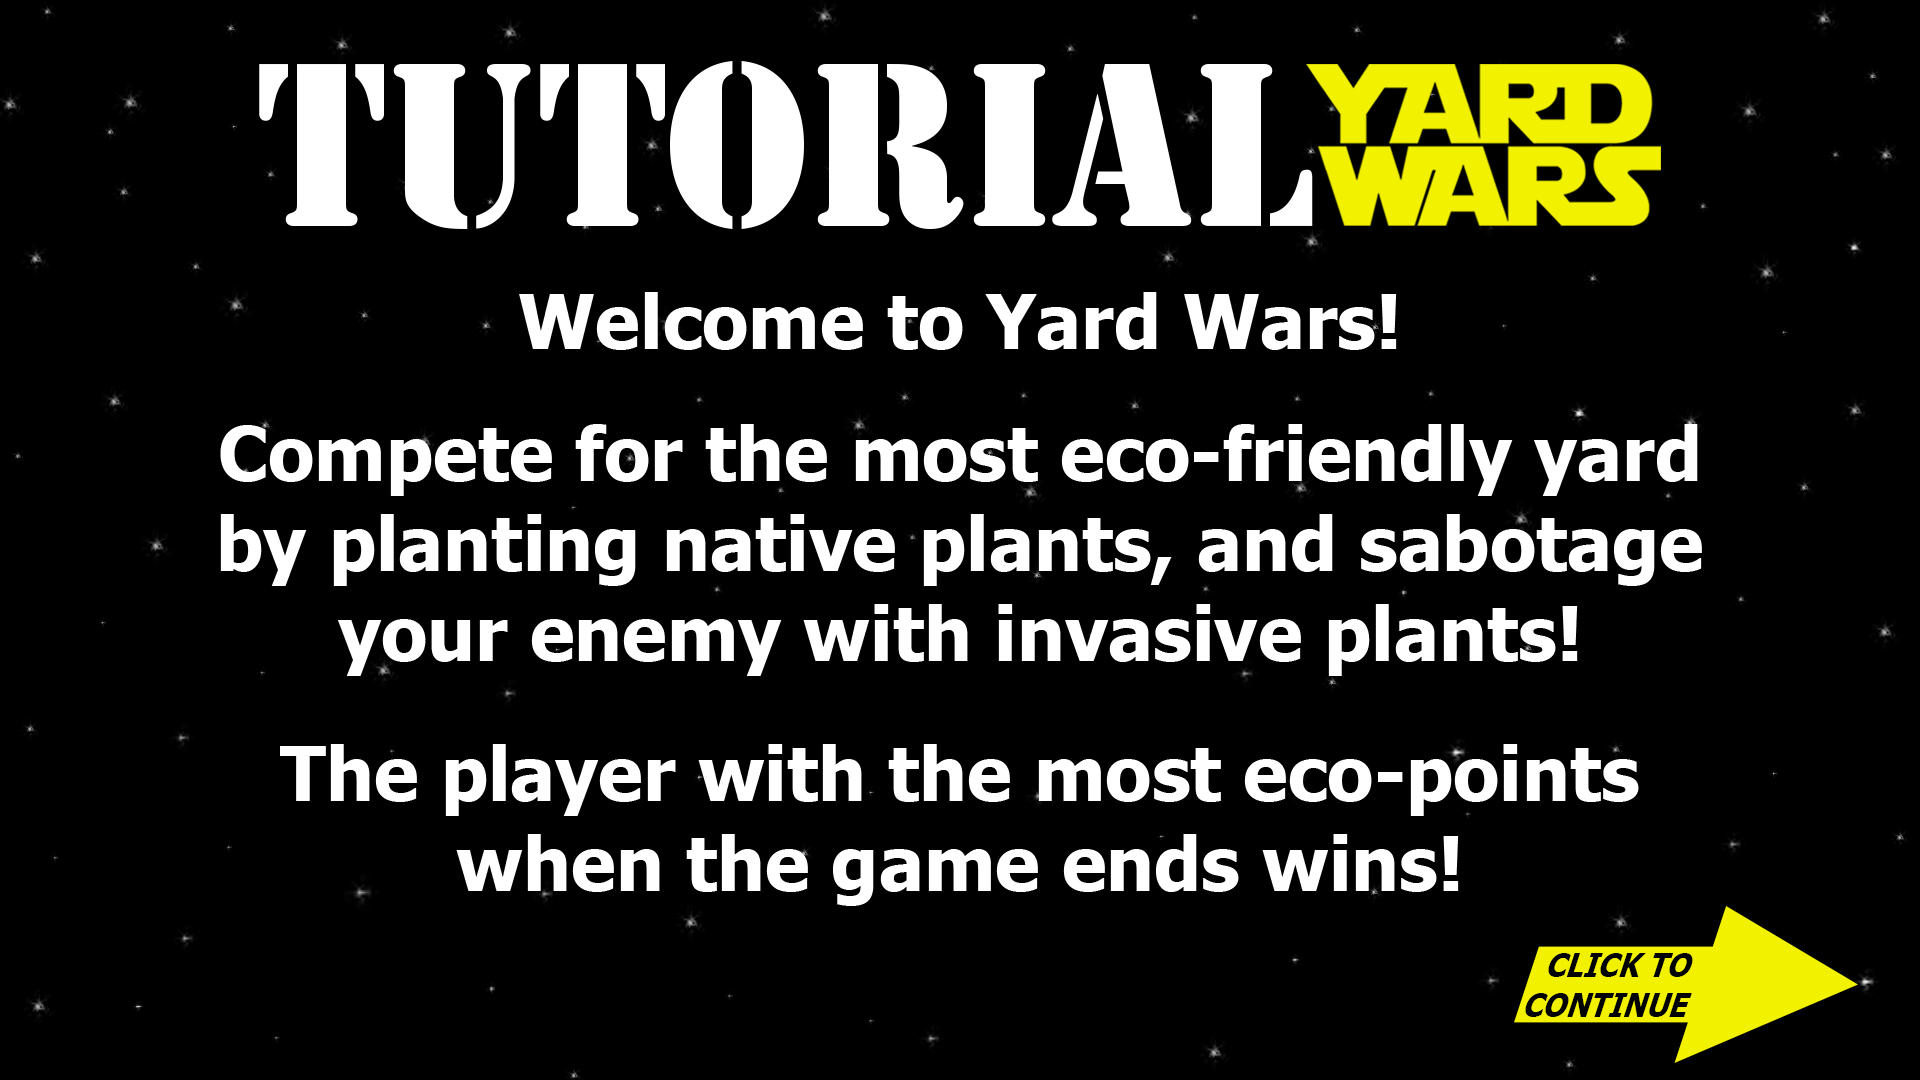 TUTORIAL YARD WARS
Welcome to Yard Wars!
Compete for the most eco-friendly yard
by planting native plants, and sabotage
your enemy with invasive plants!
The player with the most eco-points
when the game ends wins!
CLICK TO
CONTINUE